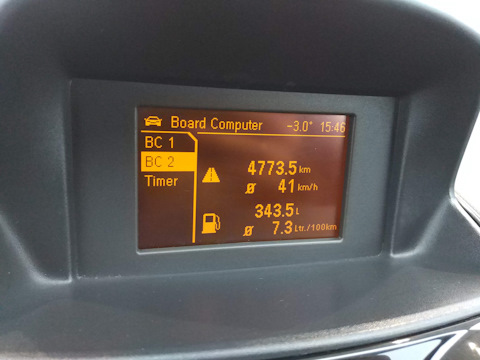 Board Computer -3.0° 15:46
BC 1
BC 2
Timer
4773.5 km
ø 41 km/h
343.5 L
ø 7.3 Ltr./100km